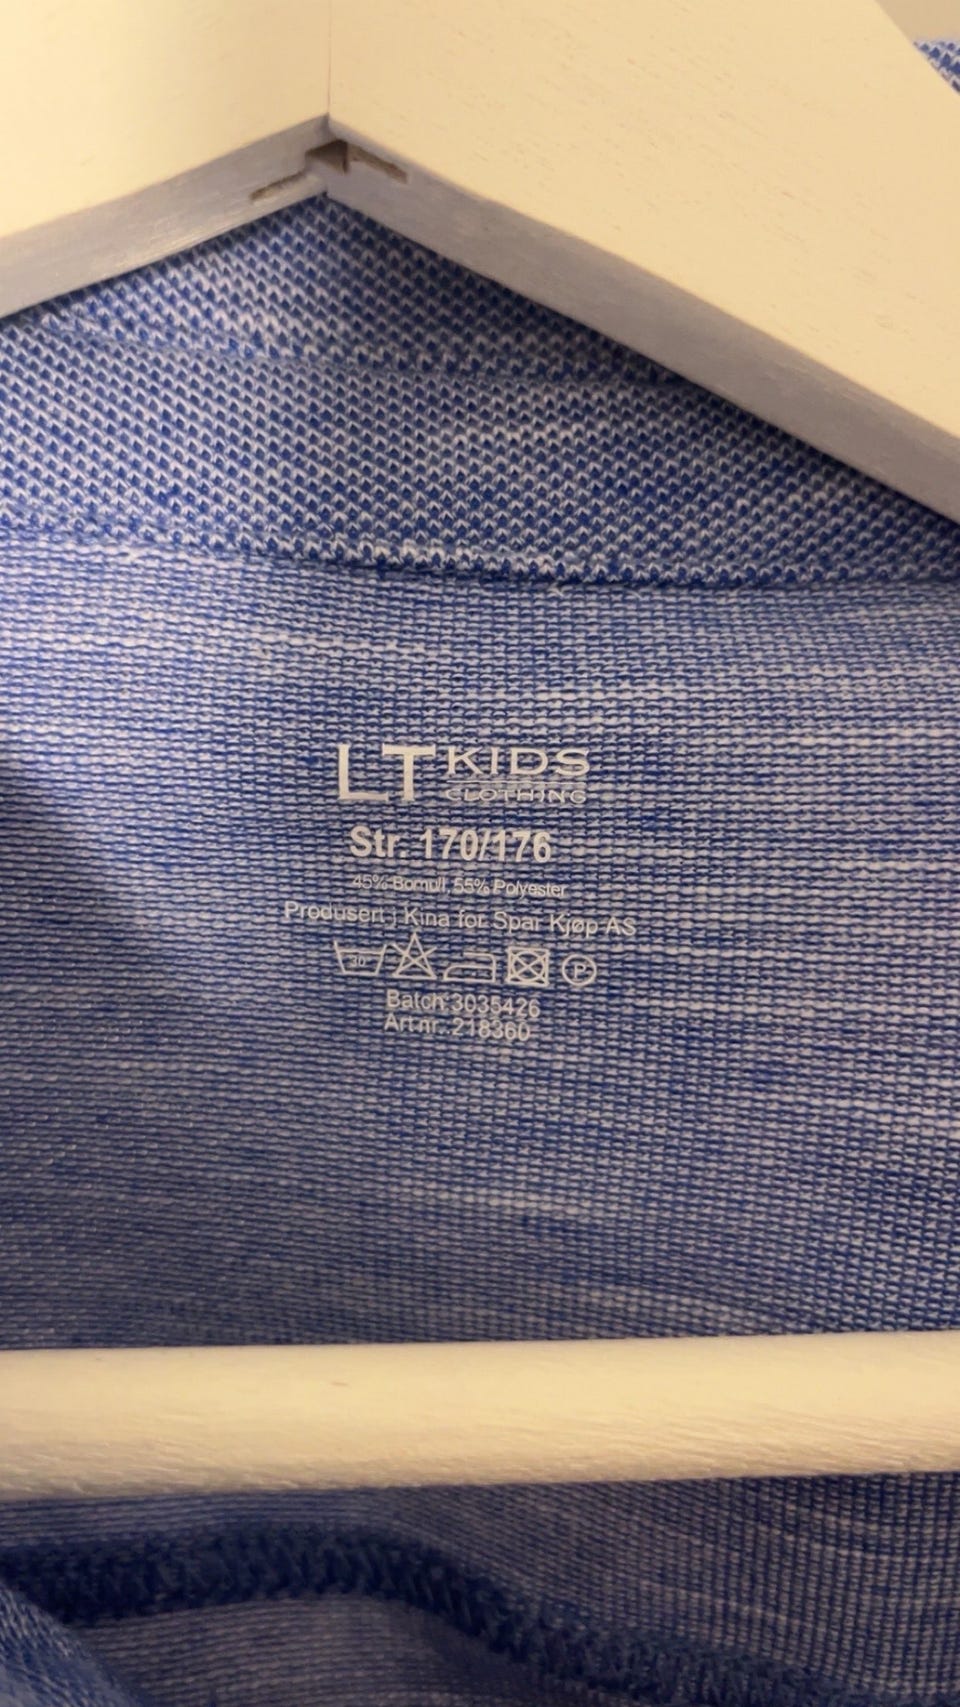 LT KIDS
CLOTHING
Str. 170/176
45% Bomull, 55% Polyester
Produsert i Kina for Spar Kjøp AS
30° P
Batch:3035426
Art.nr.:218360